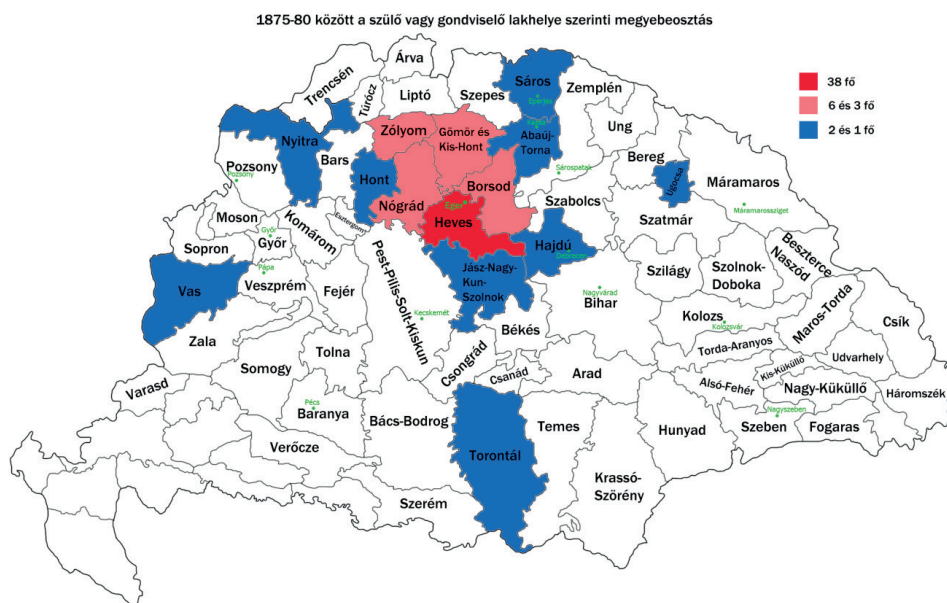 1875-80 között a szülő vagy gondviselő lakhelye szerinti megyebeosztás
38 fő
6 és 3 fő
2 és 1 fő
Árva
Trencsén
Túrócz
Liptó
Szepes
Sáros
Eperjes
Zemplén
Zólyom
Gömör és
Kis-Hont
Kassa
Abaúj-
Torna
Ung
Nyitra
Bars
Pozsony
Pozsony
Hont
Sárospatak
Bereg
Ugocsa
Máramaros
Máramarossziget
Borsod
Nógrád
Eger
Heves
Szabolcs
Szatmár
Moson
Komárom
Esztergom
Győr
Győr
Sopron
Hajdú
Debrecen
Jász-Nagy-
Kun-
Szolnok
Pest-Pilis-Solt-Kiskun
Kecskemét
Szilágy
Szolnok-
Doboka
Beszterce
Naszód
Vas
Pápa
Veszprém
Fejér
Nagyvárad
Bihar
Kolozs
Kolozsvár
Maros-Torda
Csík
Zala
Békés
Csongrád
Csanád
Arad
Torda-Aranyos
Kis-Küküllő
Udvarhely
Tolna
Somogy
Varasd
Alsó-Fehér
Nagy-Küküllő
Háromszék
Pécs
Baranya
Bács-Bodrog
Temes
Hunyad
Nagyszeben
Szeben
Fogaras
Verőcze
Torontál
Krassó-
Szörény
Szerém